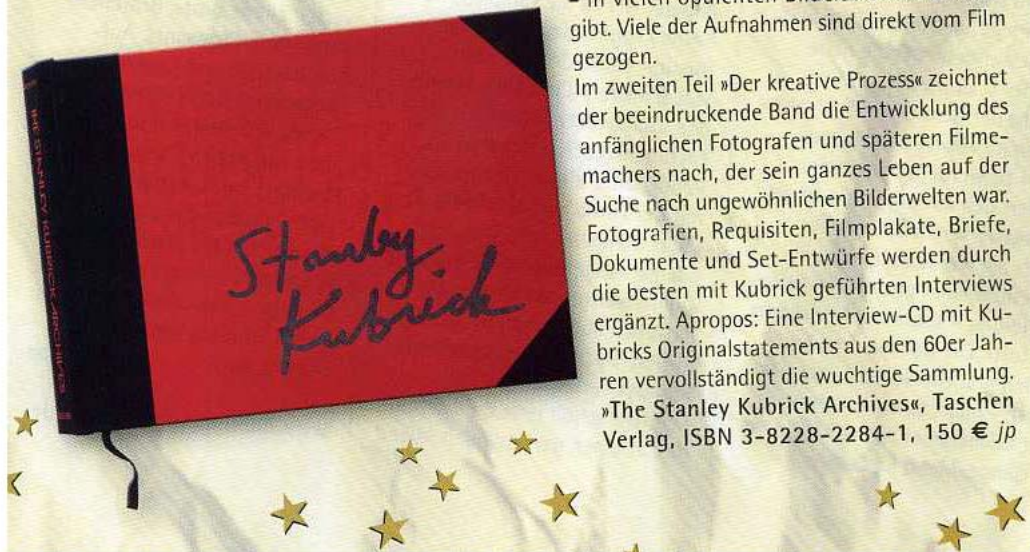 gibt. Viele der Aufnahmen sind direkt vom Film
gezogen.
Im zweiten Teil »Der kreative Prozess« zeichnet
der beeindruckende Band die Entwicklung des
anfänglichen Fotografen und späteren Filme-
machers nach, der sein ganzes Leben auf der
Suche nach ungewöhnlichen Bilderwelten war.
Fotografien, Requisiten, Filmplakate, Briefe,
Dokumente und Set-Entwürfe werden durch
die besten mit Kubrick geführten Interviews
ergänzt. Apropos: Eine Interview-CD mit Ku-
bricks Originalstatements aus den 60er Jah-
ren vervollständigt die wuchtige Sammlung.
»The Stanley Kubrick Archives«, Taschen
Verlag, ISBN 3-8228-2284-1, 150 € jp
THE STANLEY KUBRICK ARCHIVES
Stanley
Kubrick